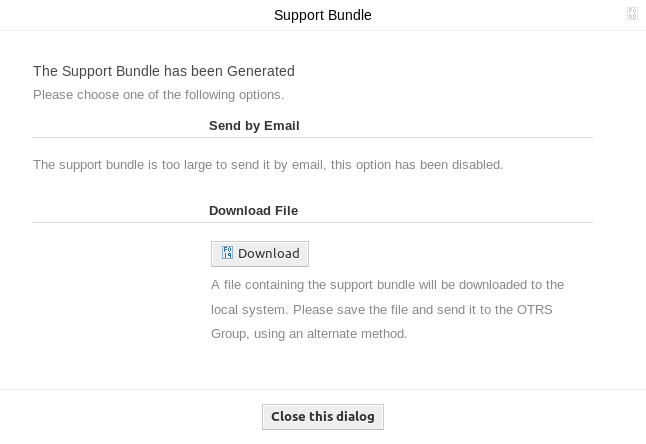 Support Bundle
The Support Bundle has been Generated
Please choose one of the following options.
Send by Email
The support bundle is too large to send it by email, this option has been disabled.
Download File
Download
A file containing the support bundle will be downloaded to the
local system. Please save the file and send it to the OTRS
Group, using an alternate method.
Close this dialog